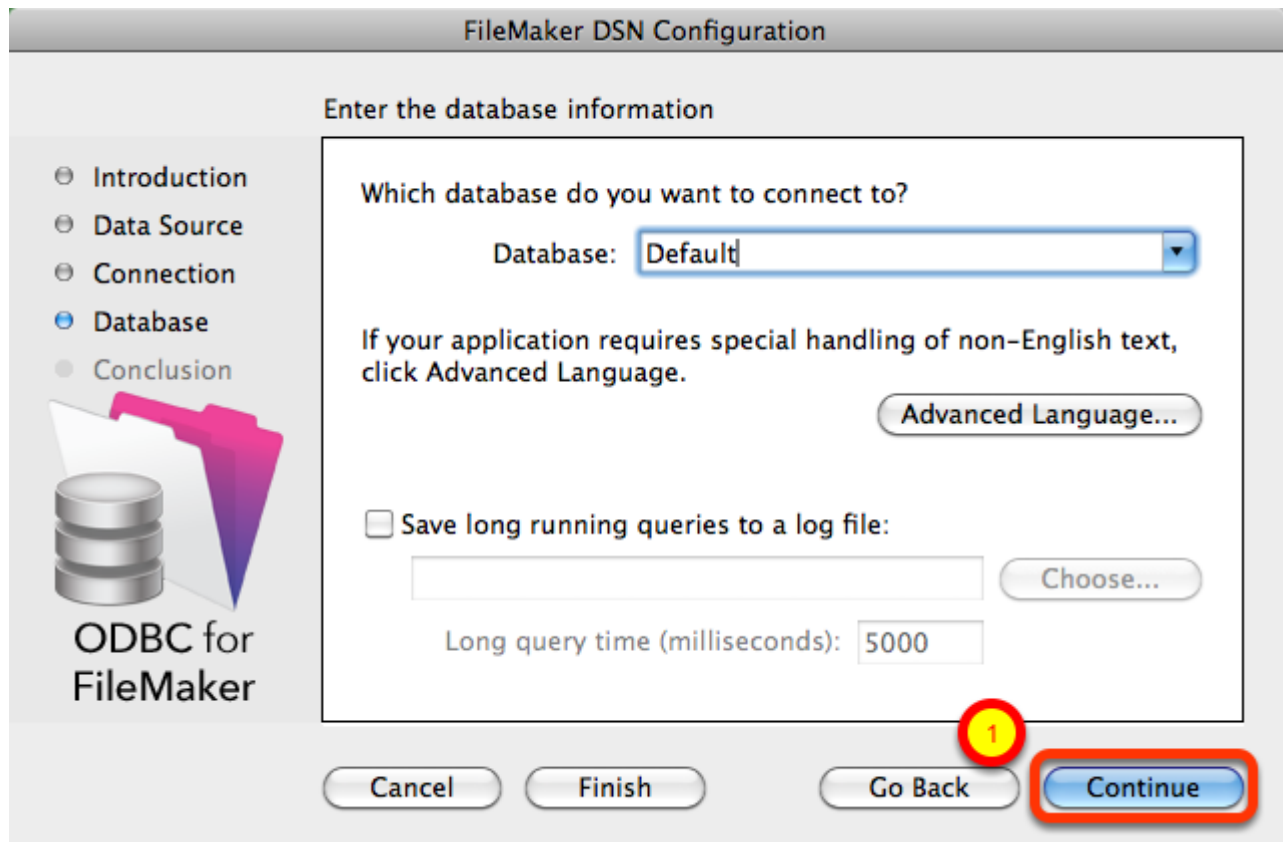 FileMaker DSN Configuration
Enter the database information
Introduction
Data Source
Connection
Database
Conclusion
ODBC for
FileMaker
Which database do you want to connect to?
Database: Default
If your application requires special handling of non-English text,
click Advanced Language.
Advanced Language...
Save long running queries to a log file:
Choose...
Long query time (milliseconds): 5000
1
Cancel Finish Go Back Continue